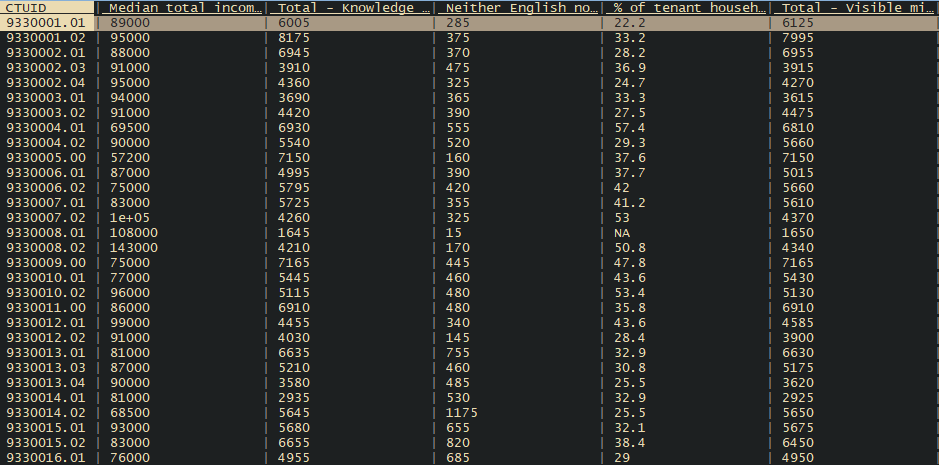 CTUID | Median total incom… | Total - Knowledge … | Neither English no… | % of tenant househ… | Total - Visible mi…
9330001.01 | 89000 | 6005 | 285 | 22.2 | 6125
9330001.02 | 95000 | 8175 | 375 | 33.2 | 7995
9330002.01 | 88000 | 6945 | 370 | 28.2 | 6955
9330002.03 | 91000 | 3910 | 475 | 36.9 | 3915
9330002.04 | 95000 | 4360 | 325 | 24.7 | 4270
9330003.01 | 94000 | 3690 | 365 | 33.3 | 3615
9330003.02 | 91000 | 4420 | 390 | 27.5 | 4475
9330004.01 | 69500 | 6930 | 555 | 57.4 | 6810
9330004.02 | 90000 | 5540 | 520 | 29.3 | 5660
9330005.00 | 57200 | 7150 | 160 | 37.6 | 7150
9330006.01 | 87000 | 4995 | 390 | 37.7 | 5015
9330006.02 | 75000 | 5795 | 420 | 42 | 5660
9330007.01 | 83000 | 5725 | 355 | 41.2 | 5610
9330007.02 | 1e+05 | 4260 | 325 | 53 | 4370
9330008.01 | 108000 | 1645 | 15 | NA | 1650
9330008.02 | 143000 | 4210 | 170 | 50.8 | 4340
9330009.00 | 75000 | 7165 | 445 | 47.8 | 7165
9330010.01 | 77000 | 5445 | 460 | 43.6 | 5430
9330010.02 | 96000 | 5115 | 480 | 53.4 | 5130
9330011.00 | 86000 | 6910 | 480 | 35.8 | 6910
9330012.01 | 99000 | 4455 | 340 | 43.6 | 4585
9330012.02 | 91000 | 4030 | 145 | 28.4 | 3900
9330013.01 | 81000 | 6635 | 755 | 32.9 | 6630
9330013.03 | 87000 | 5210 | 460 | 30.8 | 5175
9330013.04 | 90000 | 3580 | 485 | 25.5 | 3620
9330014.01 | 81000 | 2935 | 530 | 32.9 | 2925
9330014.02 | 68500 | 5645 | 1175 | 25.5 | 5650
9330015.01 | 93000 | 5680 | 655 | 32.1 | 5675
9330015.02 | 83000 | 6655 | 820 | 38.4 | 6450
9330016.01 | 76000 | 4955 | 685 | 29 | 4950